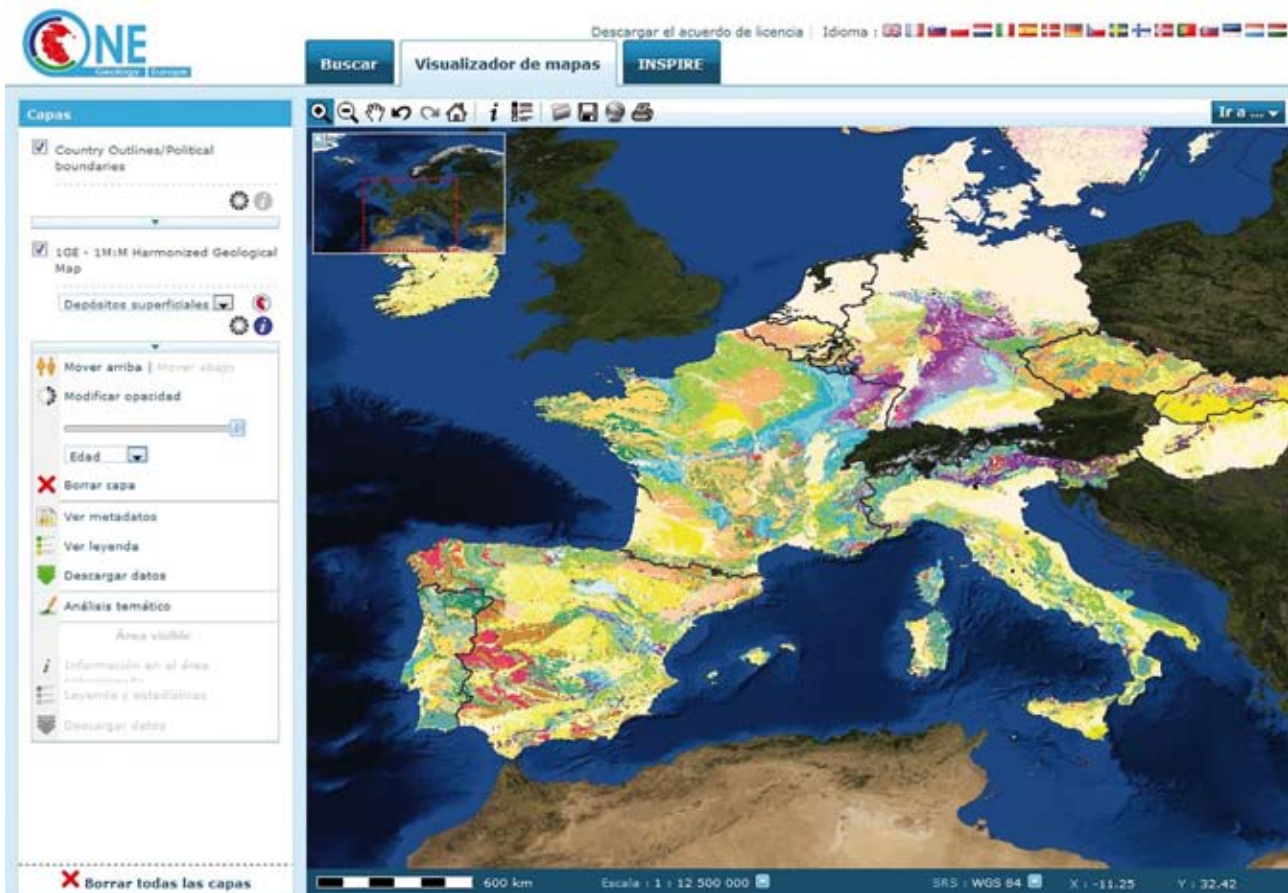 ONE
Geology Europe
Descargar el acuerdo de licencia | Idioma :
Buscar
Visualizador de mapas
INSPIRE
Capas
Ir a ...
Country Outlines/Political
boundaries
1GE - 1M:M Harmonized Geological
Map
Depósitos superficiales
Mover arriba | Mover abajo
Modificar opacidad
Edad
Borrar capa
Ver metadatos
Ver leyenda
Descargar datos
Análisis temático
Área visible
Información en el área
Leyenda y estadísticas
Descargar datos
Borrar todas las capas
600 km
Escala : 1 : 12 500 000
SRS : WGS 84
X : -11.25
Y : 32.42